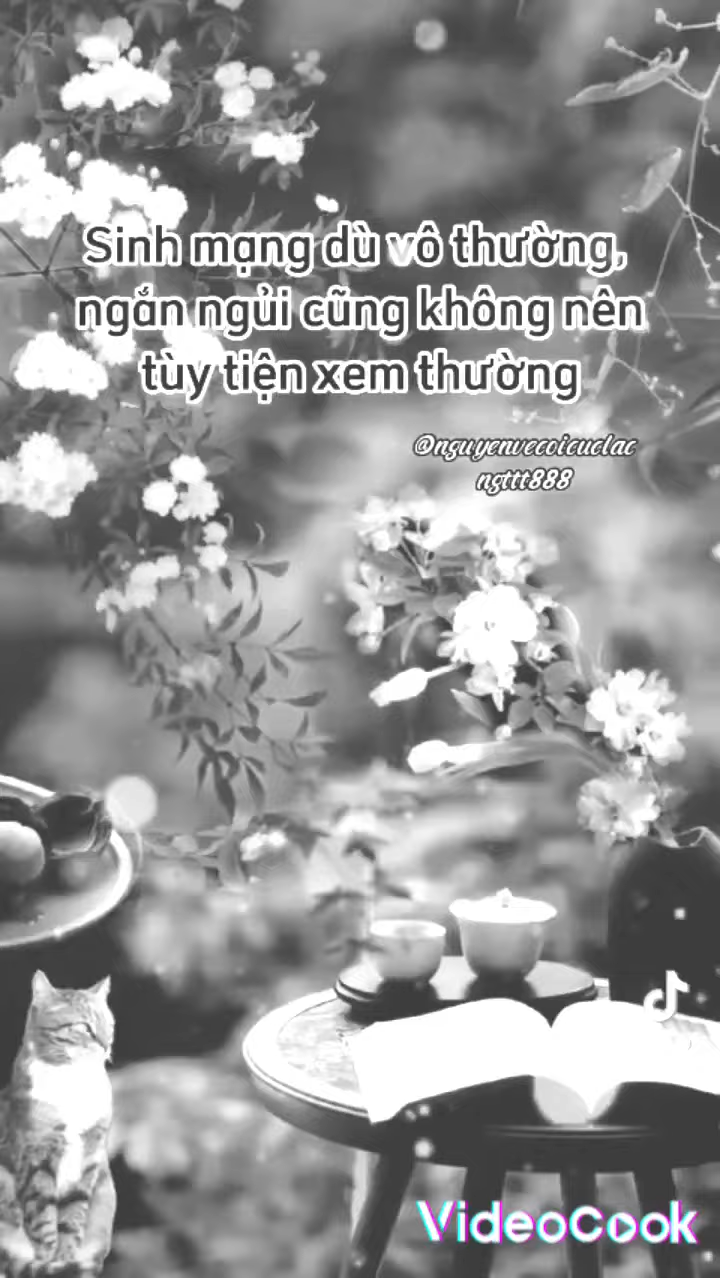 Sinh mạng dù vô thường,
ngắn ngủi cũng không nên
tùy tiện xem thường
@nguyenvecoicuclac
ngttt888
VideoCook